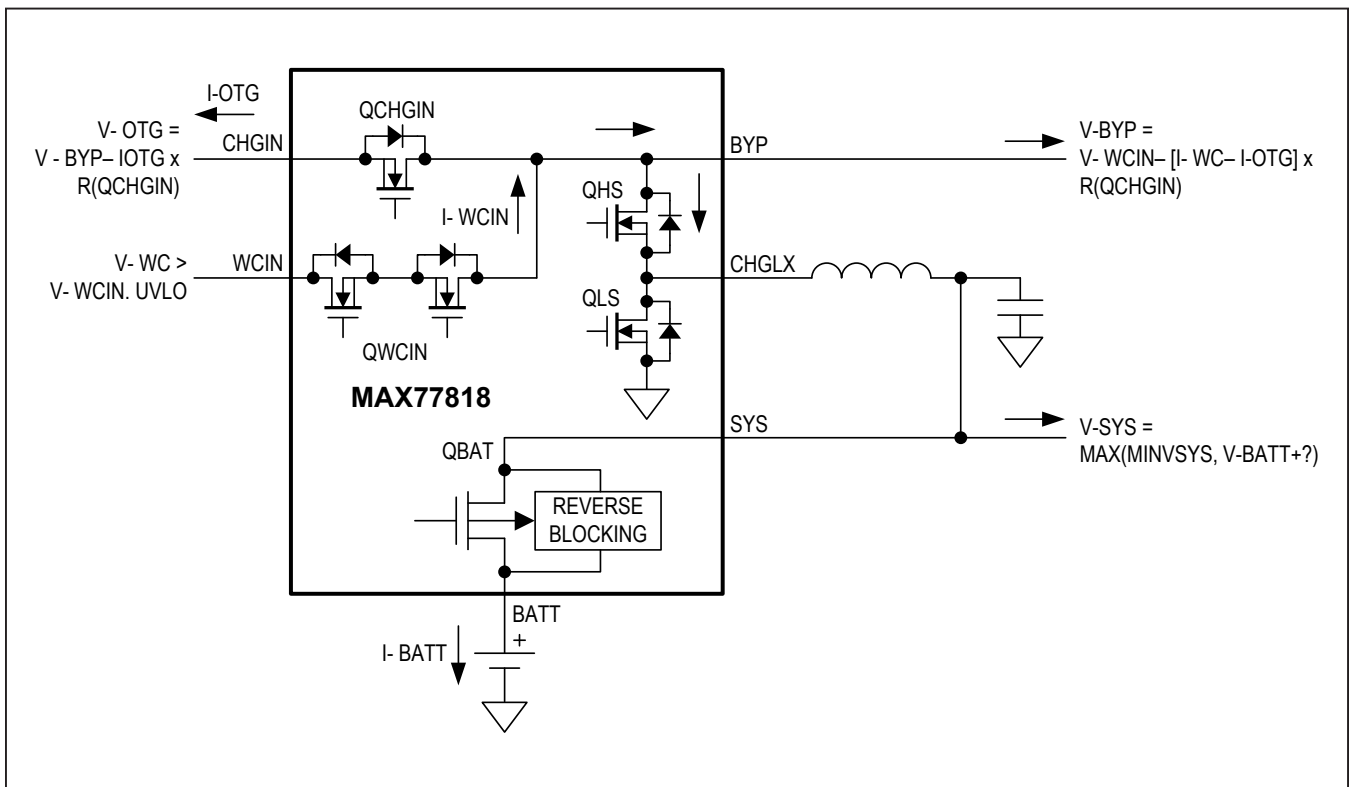 I-OTG
V- OTG =
V - BYP– IOTG x
R(QCHGIN)
CHGIN
QCHGIN
BYP
V-BYP =
V- WCIN– [I- WC– I-OTG] x
R(QCHGIN)
I- WCIN
QHS
V- WC >
V- WCIN. UVLO
WCIN
QWCIN
CHGLX
QLS
MAX77818
SYS
V-SYS =
MAX(MINVSYS, V-BATT+?)
QBAT
REVERSE
BLOCKING
BATT
I- BATT
+